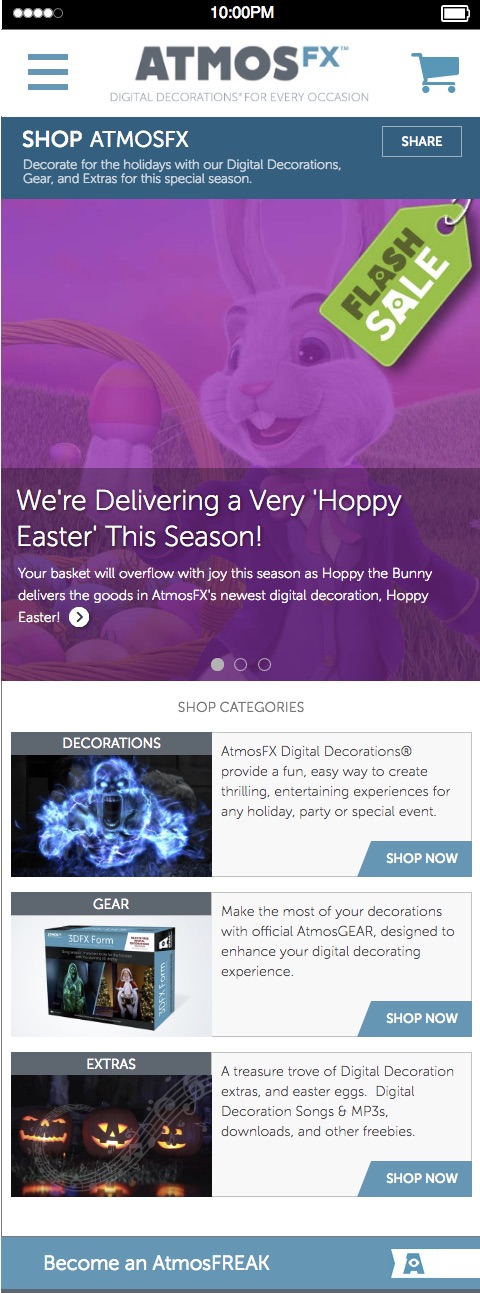 10:00PM
ATMOSFX™
DIGITAL DECORATIONS® FOR EVERY OCCASION
SHOP ATMOSFX
SHARE
Decorate for the holidays with our Digital Decorations,
Gear, and Extras for this special season.
FLASH
SALE
We're Delivering a Very 'Hoppy
Easter' This Season!
Your basket will overflow with joy this season as Hoppy the Bunny
delivers the goods in AtmosFX's newest digital decoration, Hoppy
Easter!
SHOP CATEGORIES
DECORATIONS
AtmosFX Digital Decorations®
provide a fun, easy way to create
thrilling, entertaining experiences for
any holiday, party or special event.
SHOP NOW
GEAR
3DFX Form
3DFX Form
Make the most of your decorations
with official AtmosGEAR, designed to
enhance your digital decorating
experience.
SHOP NOW
EXTRAS
A treasure trove of Digital Decoration
extras, and easter eggs.  Digital
Decoration Songs & MP3s,
downloads, and other freebies.
SHOP NOW
Become an AtmosFREAK